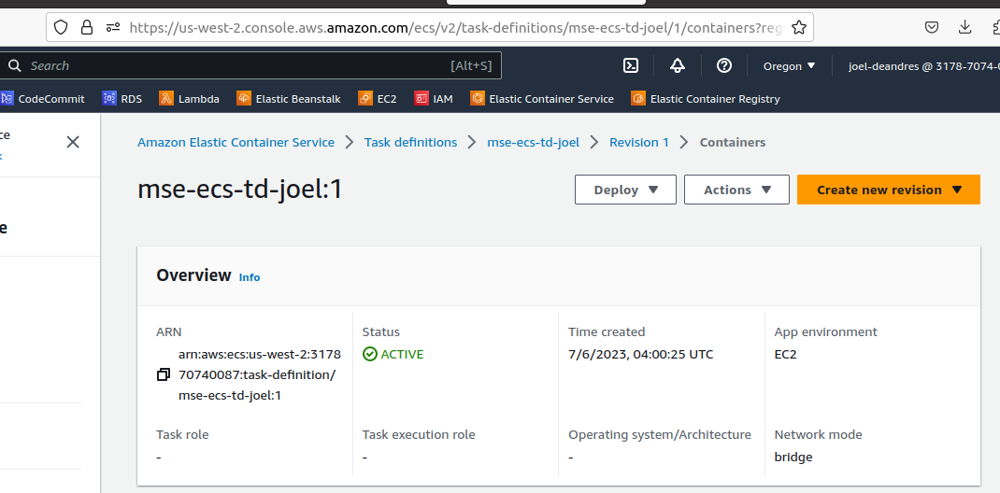 https://us-west-2.console.aws.amazon.com/ecs/v2/task-definitions/mse-ecs-td-joel/1/containers?reg
Search [Alt+S] Oregon joel-deandres @ 3178-7074-0
CodeCommit RDS Lambda Elastic Beanstalk EC2 IAM Elastic Container Service Elastic Container Registry
ce
Amazon Elastic Container Service Task definitions mse-ecs-td-joel Revision 1 Containers
mse-ecs-td-joel:1 Deploy Actions Create new revision
e
Overview Info
ARN
arn:aws:ecs:us-west-2:3178
70740087:task-definition/
mse-ecs-td-joel:1
Status
ACTIVE
Time created
7/6/2023, 04:00:25 UTC
App environment
EC2
Task role
-
Task execution role
-
Operating system/Architecture
-
Network mode
bridge